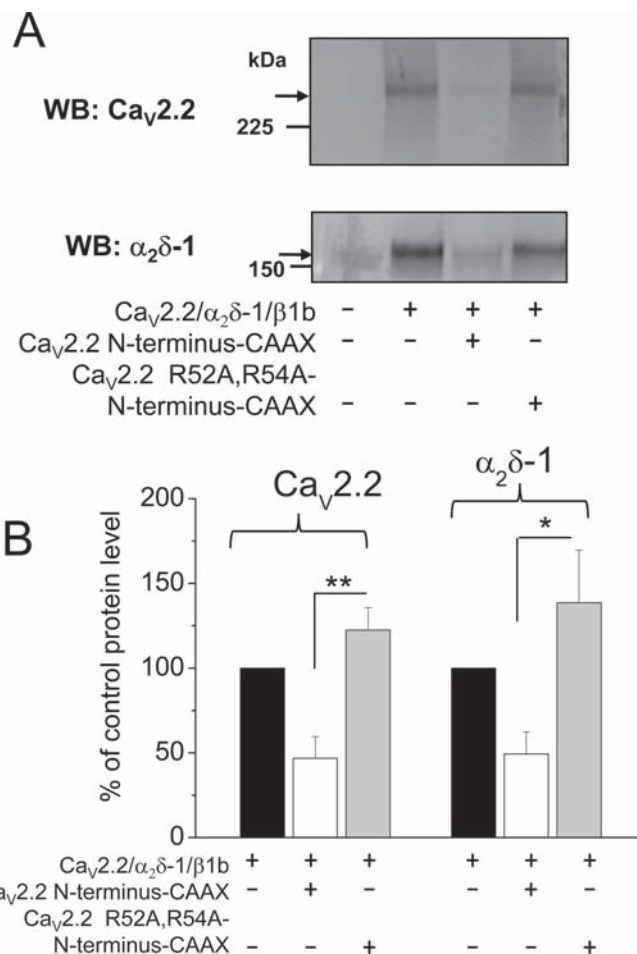 A
kDa
WB: CaV2.2
225
WB: α2δ-1
150
CaV2.2/α2δ-1/β1b - + + +
CaV2.2 N-terminus-CAAX - - + -
CaV2.2 R52A,R54A-
N-terminus-CAAX - - - +
B
CaV2.2
α2δ-1
200
150
100
50
0
% of control protein level
**
*
CaV2.2/α2δ-1/β1b + + + + + +
aV2.2 N-terminus-CAAX - + - - + -
CaV2.2 R52A,R54A-
N-terminus-CAAX - - + - - +